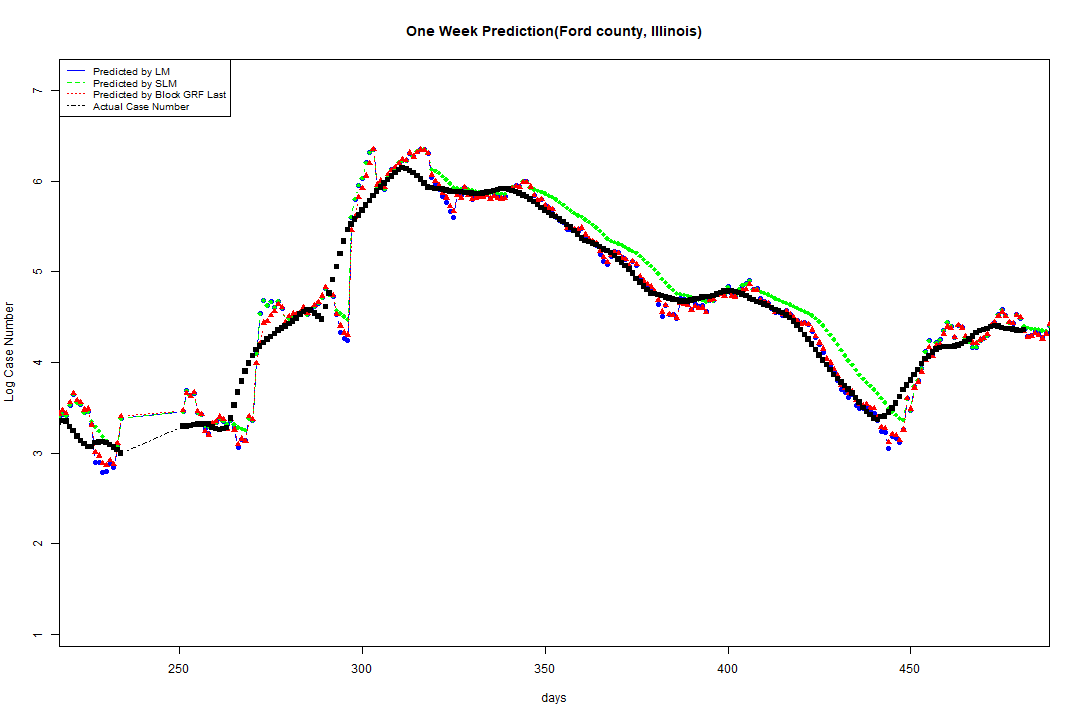 One Week Prediction(Ford county, Illinois)
Predicted by LM
Predicted by SLM
Predicted by Block GRF Last
Actual Case Number
7
6
5
4
3
2
1
Log Case Number
250 300 350 400 450
days